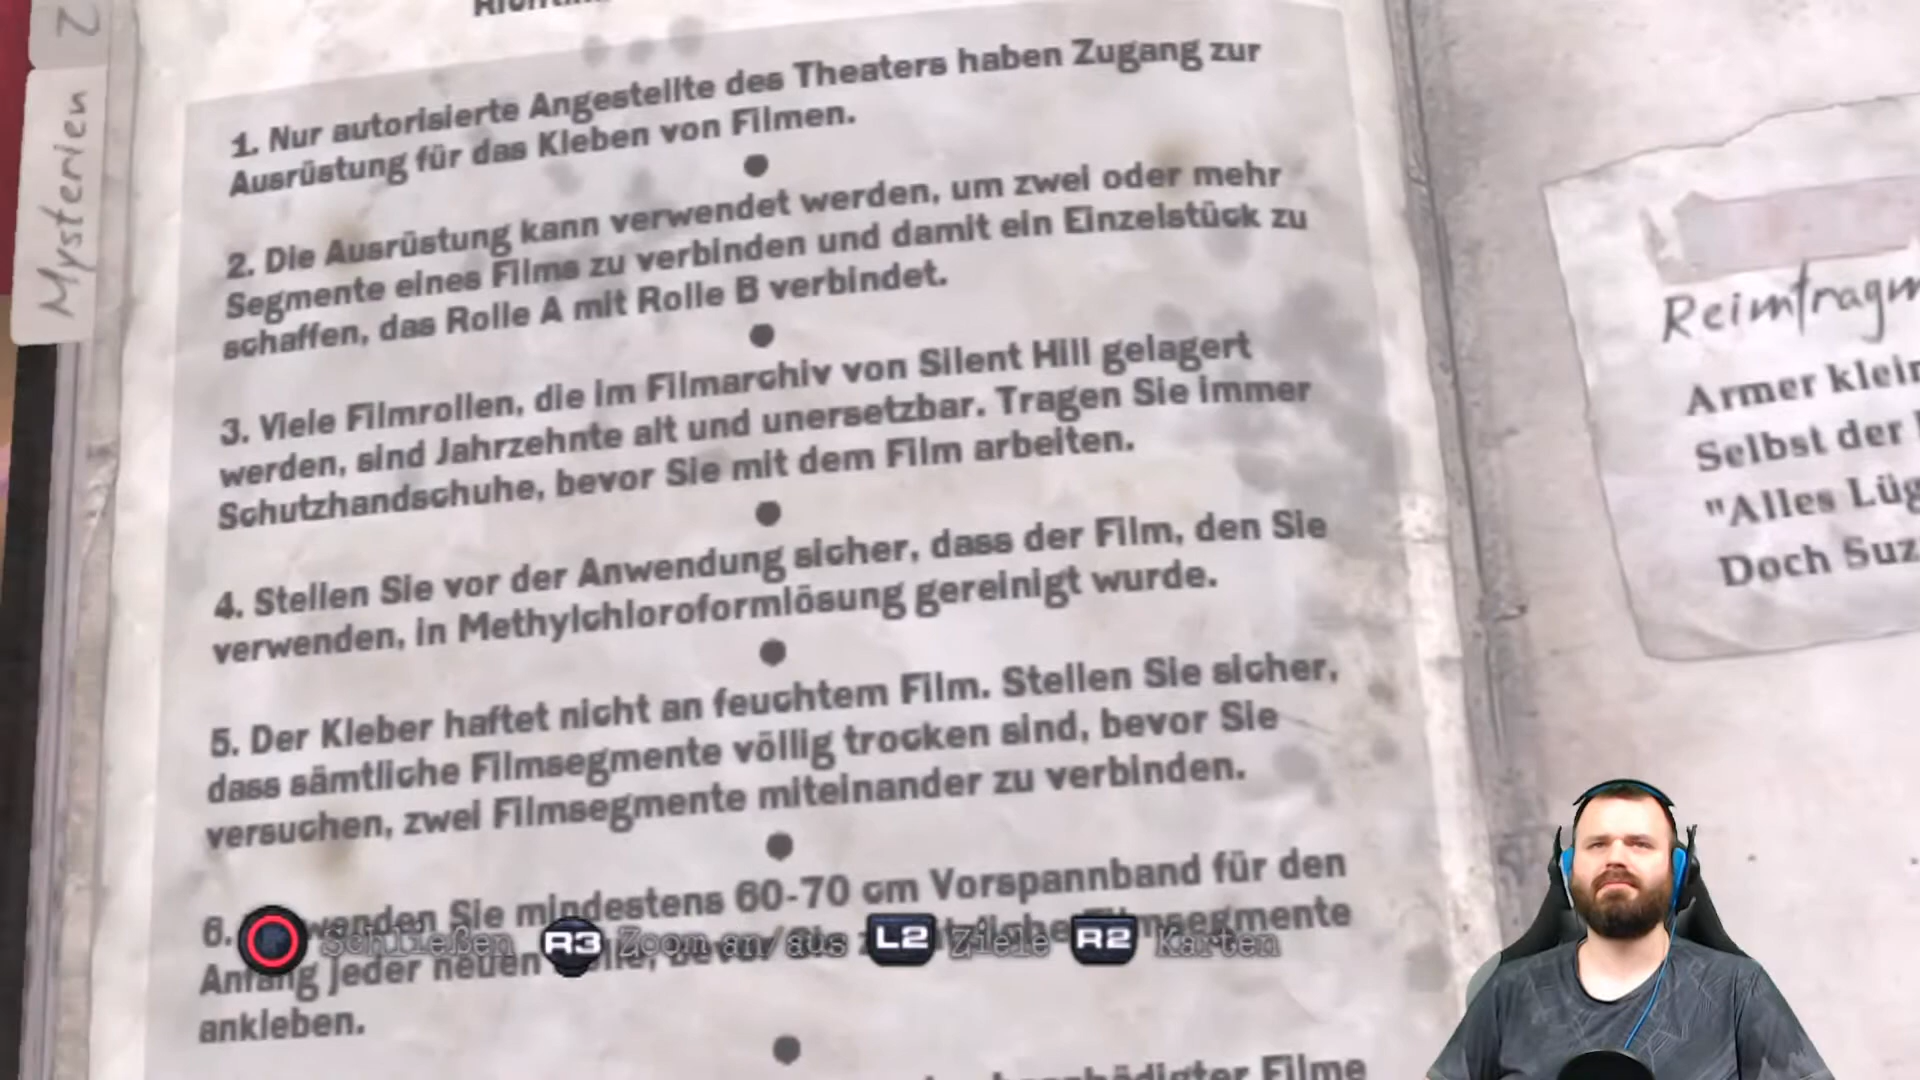 Mysterien
1. Nur autorisierte Angestellte des Theaters haben Zugang zur
Ausrüstung für das Kleben von Filmen.
2. Die Ausrüstung kann verwendet werden, um zwei oder mehr
Segmente eines Films zu verbinden und damit ein Einzelstück zu
schaffen, das Rolle A mit Rolle B verbindet.
3. Viele Filmrollen, die im Filmarchiv von Silent Hill gelagert
werden, sind Jahrzehnte alt und unersetzbar. Tragen Sie immer
Schutzhandschuhe, bevor Sie mit dem Film arbeiten.
4. Stellen Sie vor der Anwendung sicher, dass der Film, den Sie
verwenden, in Methylchloroformlösung gereinigt wurde.
5. Der Kleber haftet nicht an feuchtem Film. Stellen Sie sicher,
dass sämtliche Filmsegmente völlig trocken sind, bevor Sie
versuchen, zwei Filmsegmente miteinander zu verbinden.
6. Sie mindestens 60-70 cm Vorspannband für den
Anfang jeder neuen bevor Sie
ankleben.
Filme
Schließen R3 Zoom an/aus L2 Ziele R2 Karten
Armer
Selbst der
"Alles
Doch